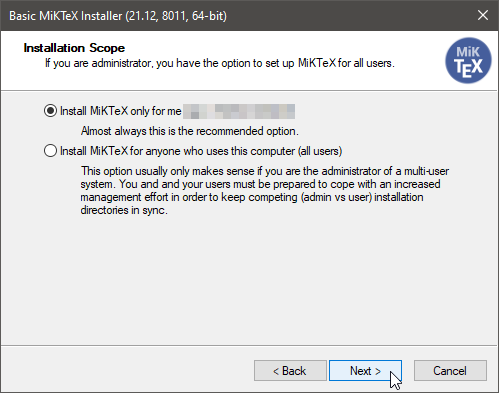 Basic MiKTeX Installer (21.12, 8011, 64-bit)
Installation Scope
If you are administrator, you have the option to set up MiKTeX for all users.
MiK
TEX
Install MiKTeX only for me
Almost always this is the recommended option.
Install MiKTeX for anyone who uses this computer (all users)
This option usually only makes sense if you are the administrator of a multi-user
system. You and and your users must be prepared to cope with an increased
management effort in order to keep competing (admin vs user) installation
directories in sync.
< Back
Next >
Cancel